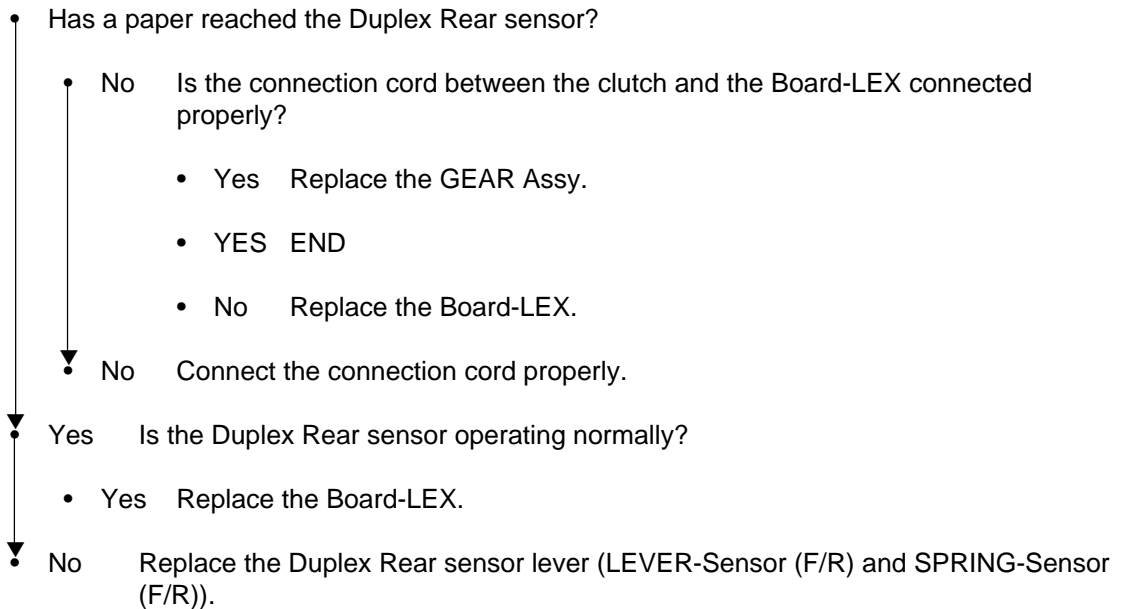 • Has a paper reached the Duplex Rear sensor?
• No Is the connection cord between the clutch and the Board-LEX connected
properly?
• Yes Replace the GEAR Assy.
• YES END
• No Replace the Board-LEX.
• No Connect the connection cord properly.
• Yes Is the Duplex Rear sensor operating normally?
• Yes Replace the Board-LEX.
• No Replace the Duplex Rear sensor lever (LEVER-Sensor (F/R) and SPRING-Sensor
(F/R)).